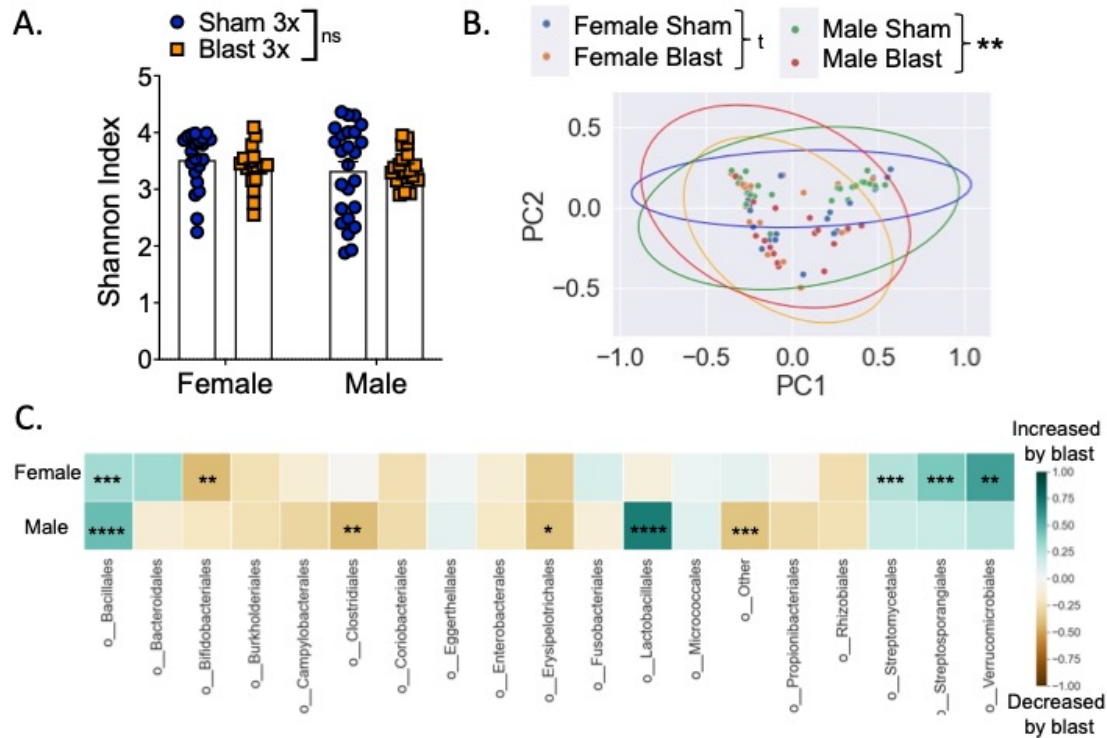 A.
Sham 3x
Blast 3x
ns
Shannon Index
5
4
3
2
1
0
Female
Male
B.
Female Sham
Female Blast
t
Male Sham
Male Blast
**
PC2
0.5
0.0
−0.5
−1.0
−0.5
0.0
0.5
1.0
PC1
C.
Increased
by blast
Female
***
**
***
***
**
Male
****
**
*
****
***
1.00
0.75
0.50
0.25
0.00
−0.25
−0.50
−0.75
−1.00
Decreased
by blast
o__Bacillales
o__Bacteroidales
o__Bifidobacteriales
o__Burkholderiales
o__Campylobacterales
o__Clostridiales
o__Coriobacteriales
o__Eggerthellales
o__Enterobacterales
o__Erysipelotrichales
o__Fusobacteriales
o__Lactobacillales
o__Micrococcales
o__Other
o__Propionibacteriales
o__Rhizobiales
o__Streptomycetales
o__Streptosporangiales
o__Verrucomicrobiales